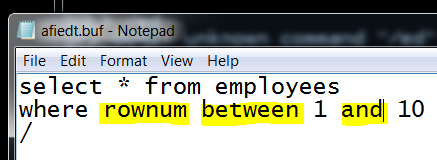 afiedt.buf - Notepad
File Edit Format View Help
select * from employees
where rownum between 1 and 10
/